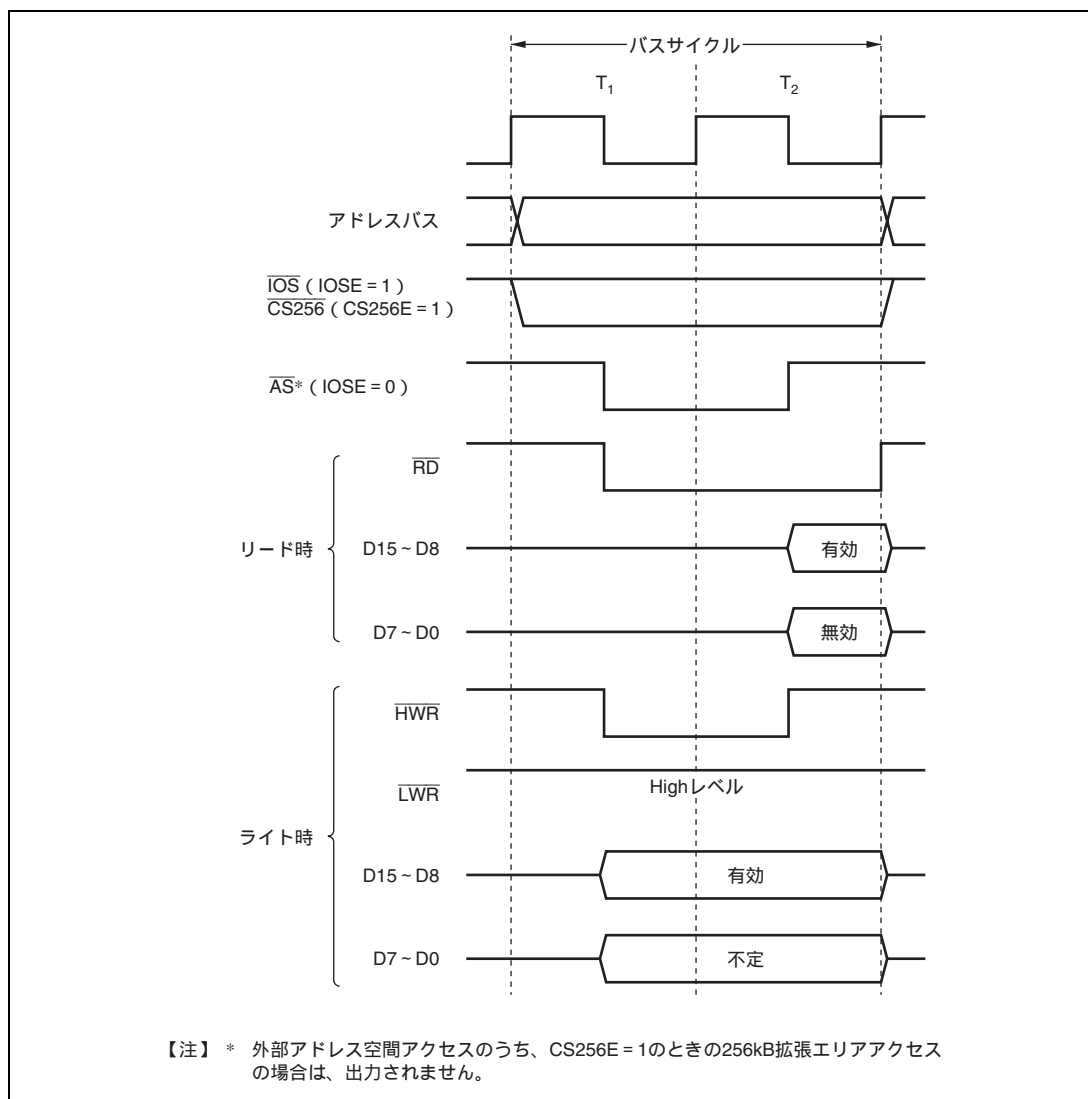 バスサイクル
T1 T2
アドレスバス
IOS ( IOSE = 1 )
CS256 ( CS256E = 1 )
AS* ( IOSE = 0 )
RD
リード時 D15 ~ D8 有効
D7 ~ D0 無効
HWR
LWR Highレベル
ライト時
D15 ~ D8 有効
D7 ~ D0 不定
【注】 * 外部アドレス空間アクセスのうち、CS256E = 1のときの256kB拡張エリアアクセス
の場合は、出力されません。